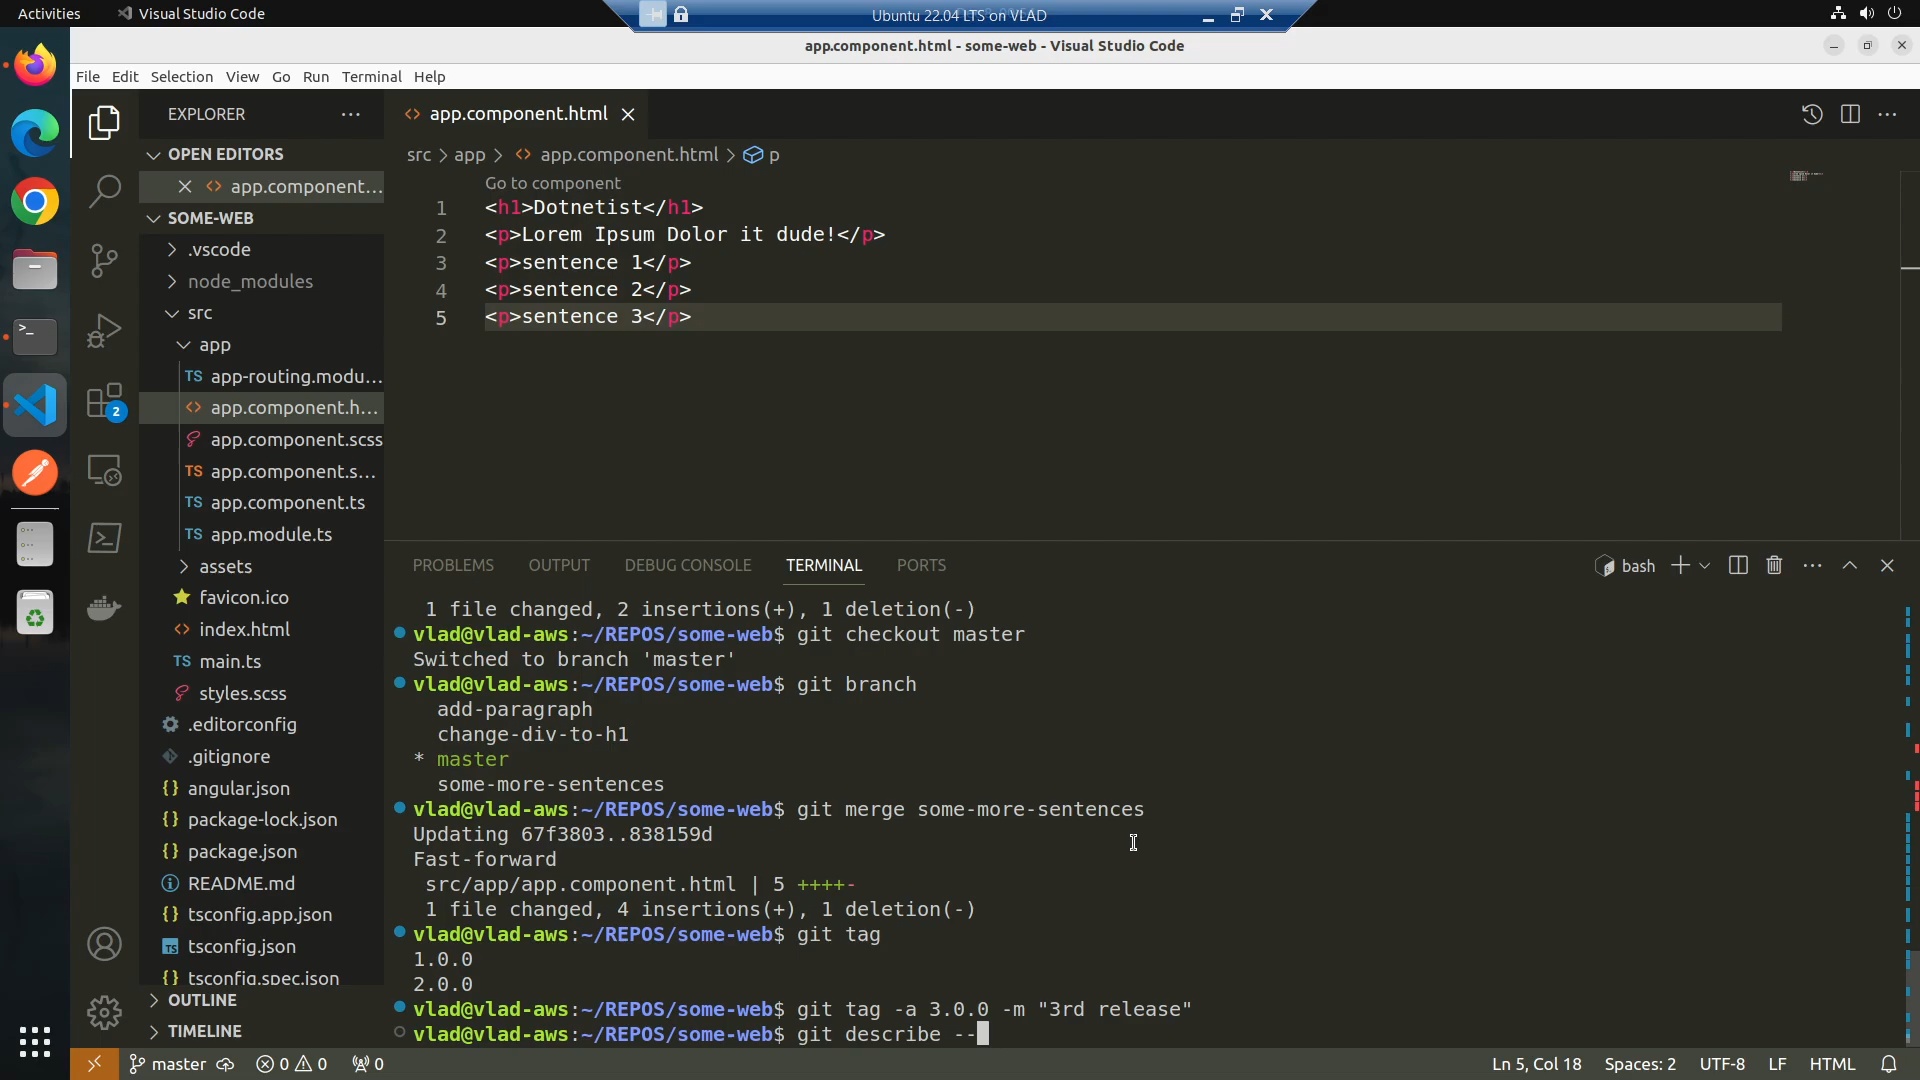 Activities
Visual Studio Code
Ubuntu 22.04 LTS on VLAD
app.component.html - some-web - Visual Studio Code
File Edit Selection View Go Run Terminal Help
EXPLORER
app.component.html
OPEN EDITORS
app.component...
src > app > app.component.html > p
Go to component
SOME-WEB
.vscode
node_modules
src
app
TS app-routing.modu...
app.component.h...
app.component.scss
TS app.component.s...
TS app.component.ts
TS app.module.ts
assets
favicon.ico
index.html
TS main.ts
styles.scss
.editorconfig
.gitignore
{} angular.json
{} package-lock.json
{} package.json
README.md
{} tsconfig.app.json
TS tsconfig.json
{} tsconfig.spec.json
OUTLINE
TIMELINE
2
1 <h1>Dotnetist</h1>
2 <p>Lorem Ipsum Dolor it dude!</p>
3 <p>sentence 1</p>
4 <p>sentence 2</p>
5 <p>sentence 3</p>
PROBLEMS OUTPUT DEBUG CONSOLE TERMINAL PORTS
bash
1 file changed, 2 insertions(+), 1 deletion(-)
vlad@vlad-aws:~/REPOS/some-web$ git checkout master
Switched to branch 'master'
vlad@vlad-aws:~/REPOS/some-web$ git branch
add-paragraph
change-div-to-h1
* master
some-more-sentences
vlad@vlad-aws:~/REPOS/some-web$ git merge some-more-sentences
Updating 67f3803..838159d
Fast-forward
src/app/app.component.html | 5 ++++-
1 file changed, 4 insertions(+), 1 deletion(-)
vlad@vlad-aws:~/REPOS/some-web$ git tag
1.0.0
2.0.0
vlad@vlad-aws:~/REPOS/some-web$ git tag -a 3.0.0 -m "3rd release"
vlad@vlad-aws:~/REPOS/some-web$ git describe --
master 0 0 0
Ln 5, Col 18 Spaces: 2 UTF-8 LF HTML